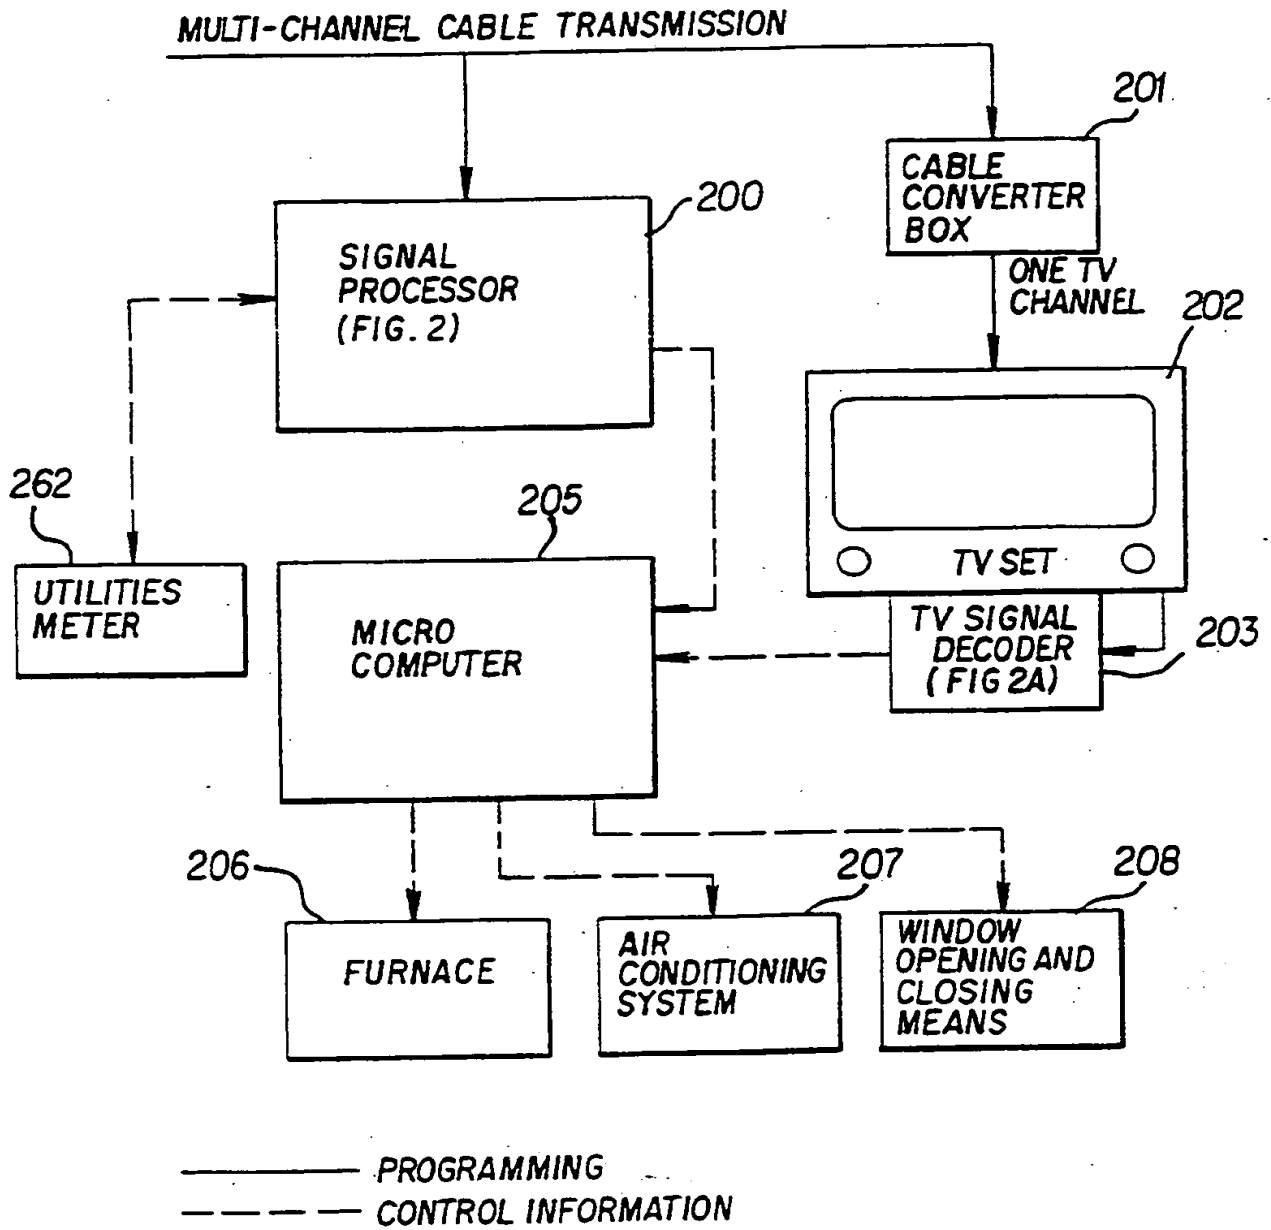 MULTI-CHANNEL CABLE TRANSMISSION
201
CABLE
CONVERTER
BOX
200
SIGNAL
PROCESSOR
(FIG. 2)
ONE TV
CHANNEL
202
262
205
TV SET
UTILITIES
METER
MICRO
COMPUTER
TV SIGNAL
DECODER
(FIG 2A)
203
206
207
208
FURNACE
AIR
CONDITIONING
SYSTEM
WINDOW
OPENING AND
CLOSING
MEANS
PROGRAMMING
CONTROL INFORMATION